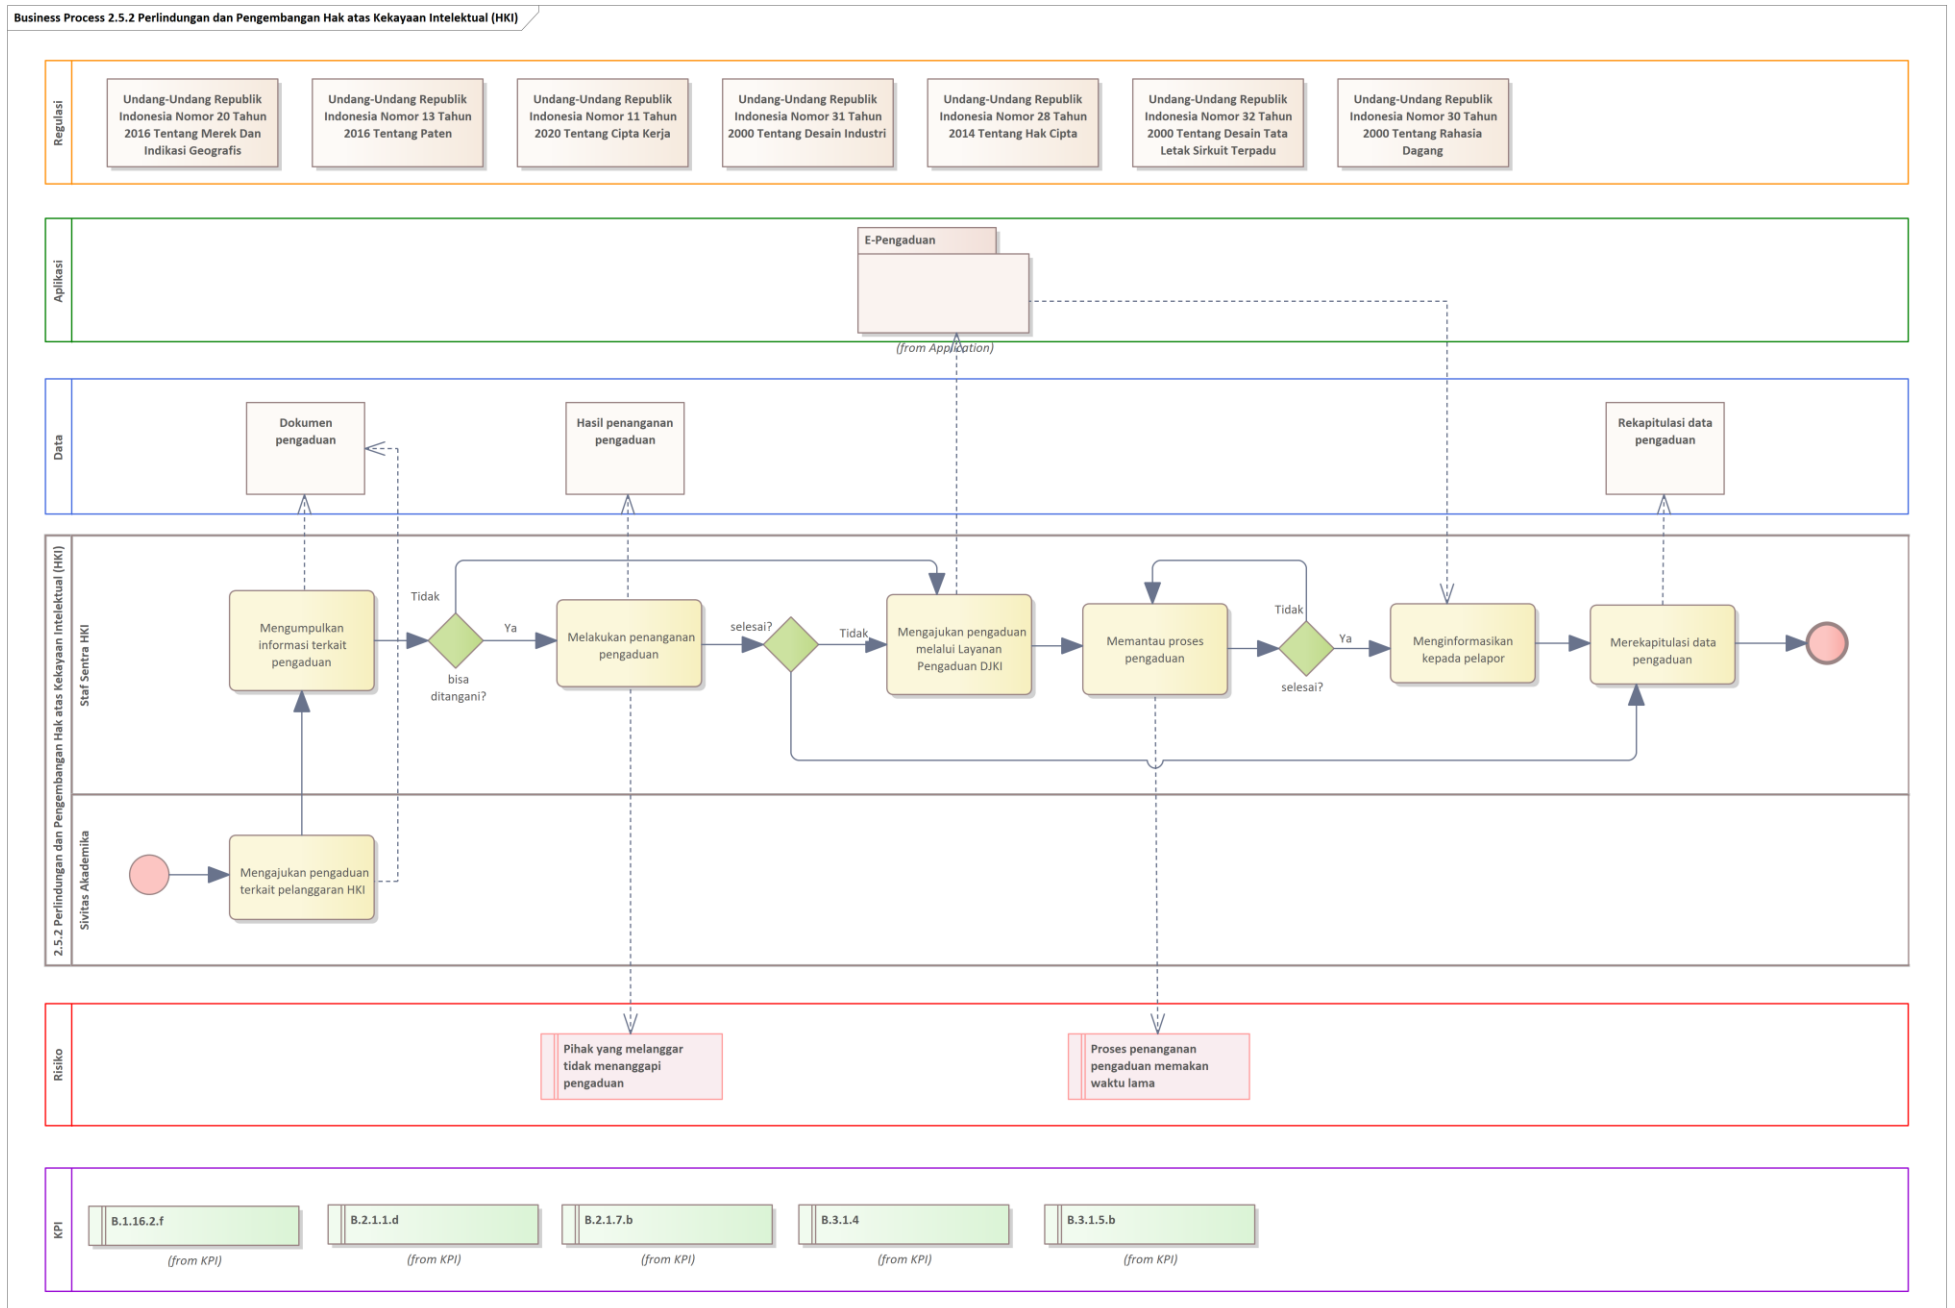 Business Process 2.5.2 Perlindungan dan Pengembangan Hak atas Kekayaan Intelektual (HKI)
Regulasi
Undang-Undang Republik
Indonesia Nomor 20 Tahun
2016 Tentang Merek Dan
Indikasi Geografis
Undang-Undang Republik
Indonesia Nomor 13 Tahun
2016 Tentang Paten
Undang-Undang Republik
Indonesia Nomor 11 Tahun
2020 Tentang Cipta Kerja
Undang-Undang Republik
Indonesia Nomor 31 Tahun
2000 Tentang Desain Industri
Undang-Undang Republik
Indonesia Nomor 28 Tahun
2014 Tentang Hak Cipta
Undang-Undang Republik
Indonesia Nomor 32 Tahun
2000 Tentang Desain Tata
Letak Sirkuit Terpadu
Undang-Undang Republik
Indonesia Nomor 30 Tahun
2000 Tentang Rahasia
Dagang
Aplikasi
E-Pengaduan
(from Application)
Data
Dokumen
pengaduan
Hasil penanganan
pengaduan
Rekapitulasi data
pengaduan
2.5.2 Perlindungan dan Pengembangan Hak atas Kekayaan Intelektual (HKI)
Staf Sentra HKI
Mengumpulkan
informasi terkait
pengaduan
Tidak
bisa
ditangani?
Ya
Melakukan penanganan
pengaduan
selesai?
Tidak
Mengajukan pengaduan
melalui Layanan
Pengaduan DJKI
Memantau proses
pengaduan
Tidak
selesai?
Ya
Menginformasikan
kepada pelapor
Merekapitulasi data
pengaduan
Sivitas Akademika
Mengajukan pengaduan
terkait pelanggaran HKI
Risiko
Pihak yang melanggar
tidak menanggapi
pengaduan
Proses penanganan
pengaduan memakan
waktu lama
KPI
B.1.16.2.f
(from KPI)
B.2.1.1.d
(from KPI)
B.2.1.7.b
(from KPI)
B.3.1.4
(from KPI)
B.3.1.5.b
(from KPI)